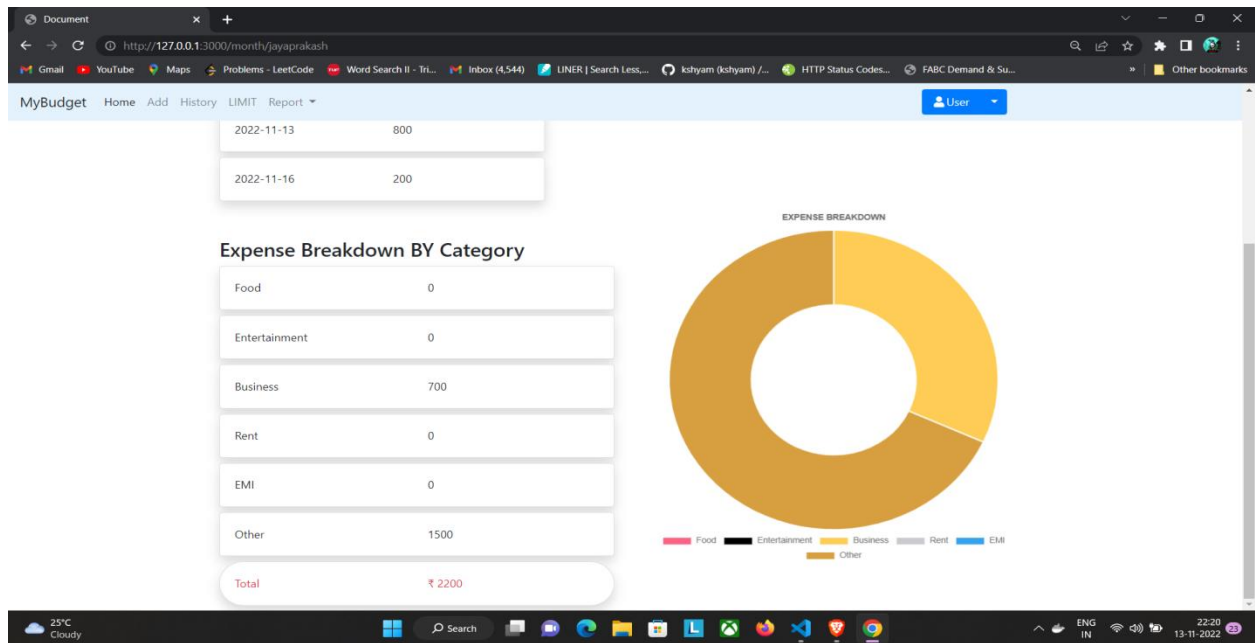 Document
http://127.0.0.1:3000/month/jayaprakash
Gmail YouTube Maps Problems - LeetCode Word Search II - Tri... Inbox (4,544) LINER | Search Less,... kshyam (kshyam) /... HTTP Status Codes... FABC Demand & Su... » Other bookmarks
MyBudget Home Add History LIMIT Report User
2022-11-13 800
2022-11-16 200
Expense Breakdown BY Category
Food 0
Entertainment 0
Business 700
Rent 0
EMI 0
Other 1500
Total ₹ 2200
EXPENSE BREAKDOWN
Food Entertainment Business Rent EMI
Other
25°C
Cloudy
Search
L
ENG
IN
22:20
13-11-2022
23